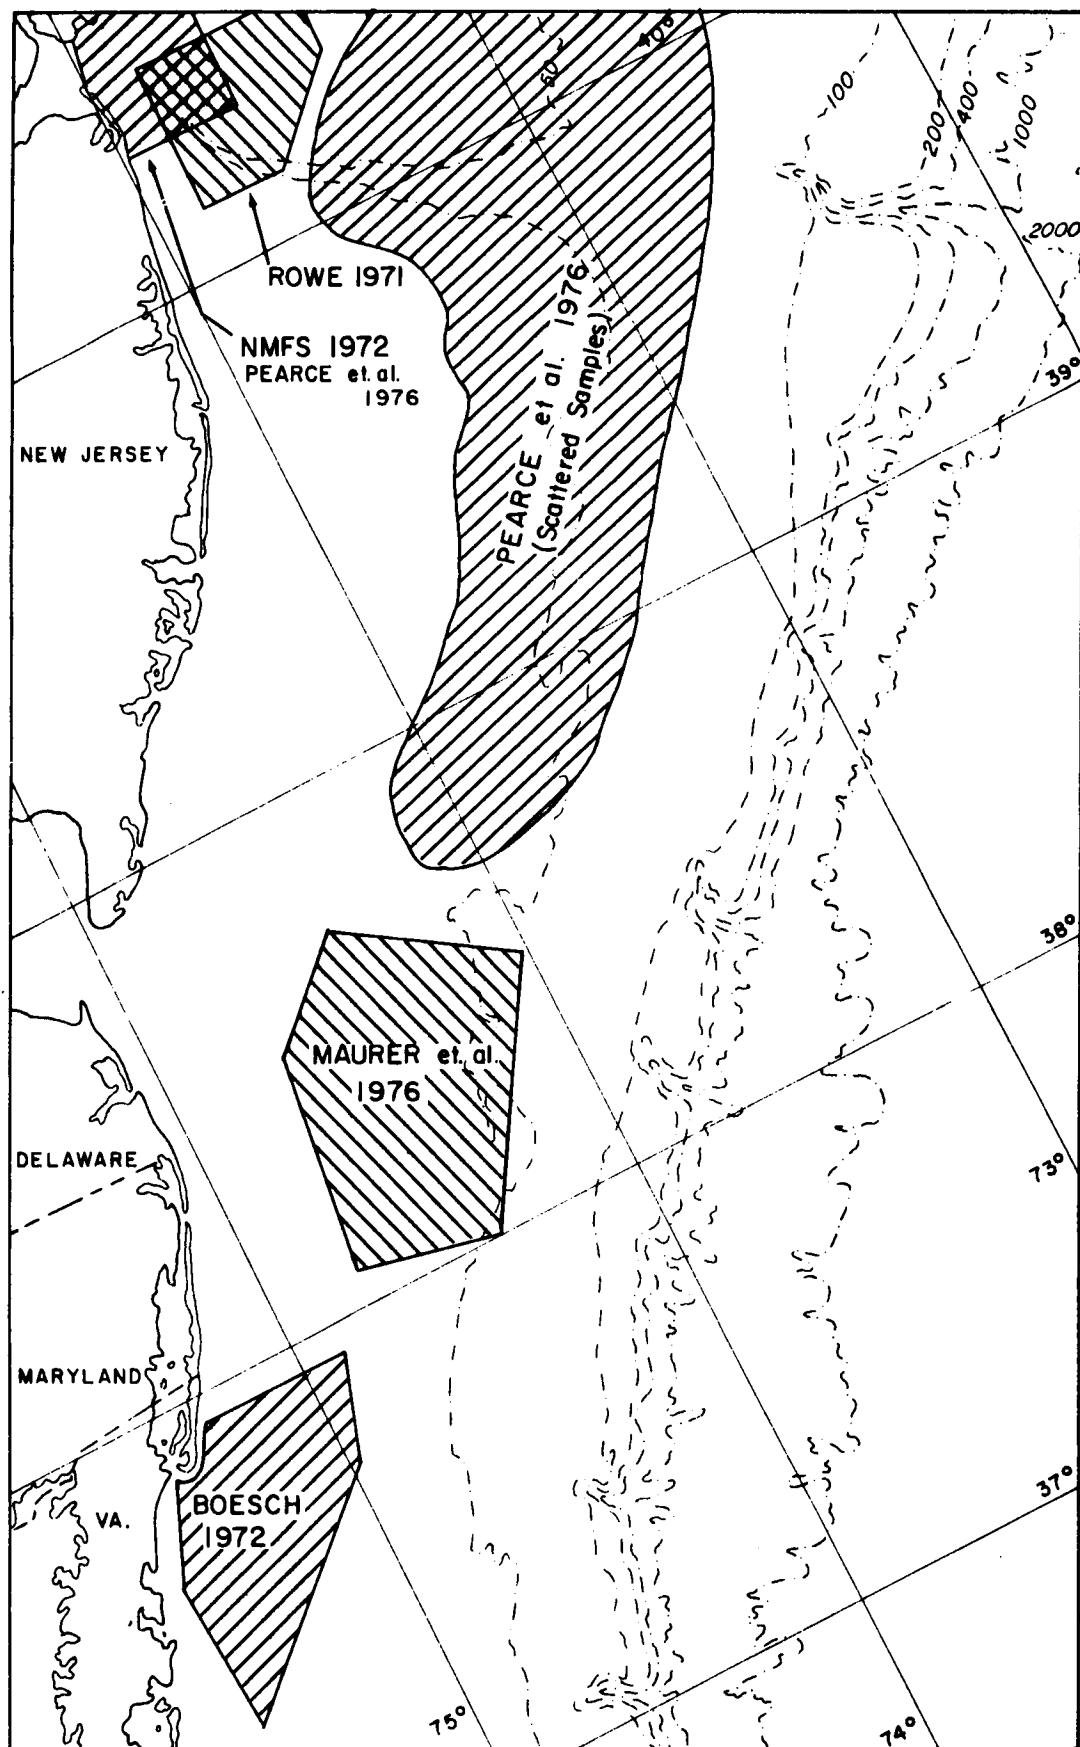 40°
50
100
200
400
1000
2000
ROWE 1971
NMFS 1972
PEARCE et. al.
1976
PEARCE et al. 1976
(Scattered Samples)
39°
NEW JERSEY
38°
MAURER et. al.
1976
DELAWARE
73°
MARYLAND
37°
BOESCH
1972
VA.
75°
74°